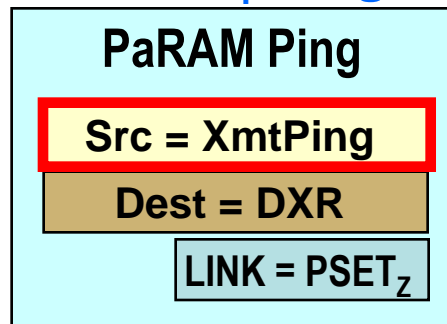 PaRAM Ping
Src = XmtPing
Dest = DXR
LINK = PSETZ